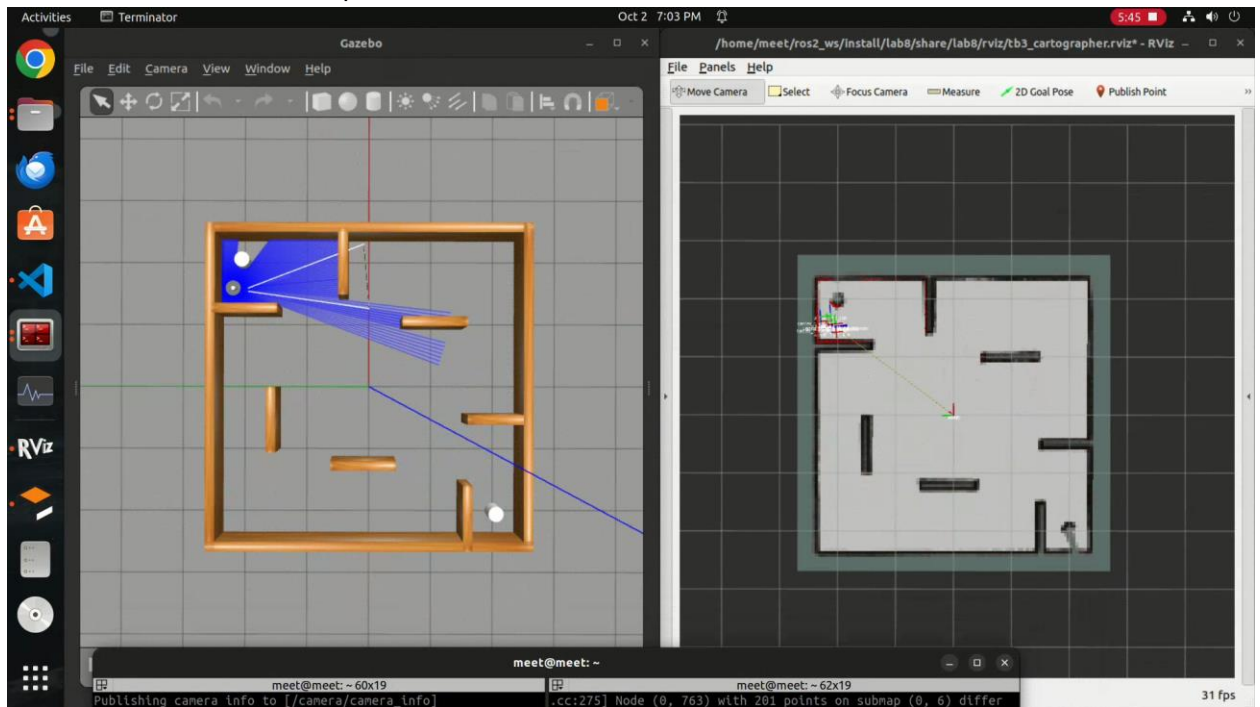 Activities Terminator Oct 2 7:03 PM 5:45
Gazebo
File Edit Camera View Window Help
/home/meet/ros2_ws/install/lab8/share/lab8/rviz/tb3_cartographer.rviz* - RViz
File Panels Help
Move Camera Select Focus Camera Measure 2D Goal Pose Publish Point »
RViz
meet@meet: ~
meet@meet: ~ 60x19
meet@meet: ~ 62x19
Publishing camera info to [/camera/camera_info]
.cc:275] Node (0, 763) with 201 points on submap (0, 6) differ
31 fps